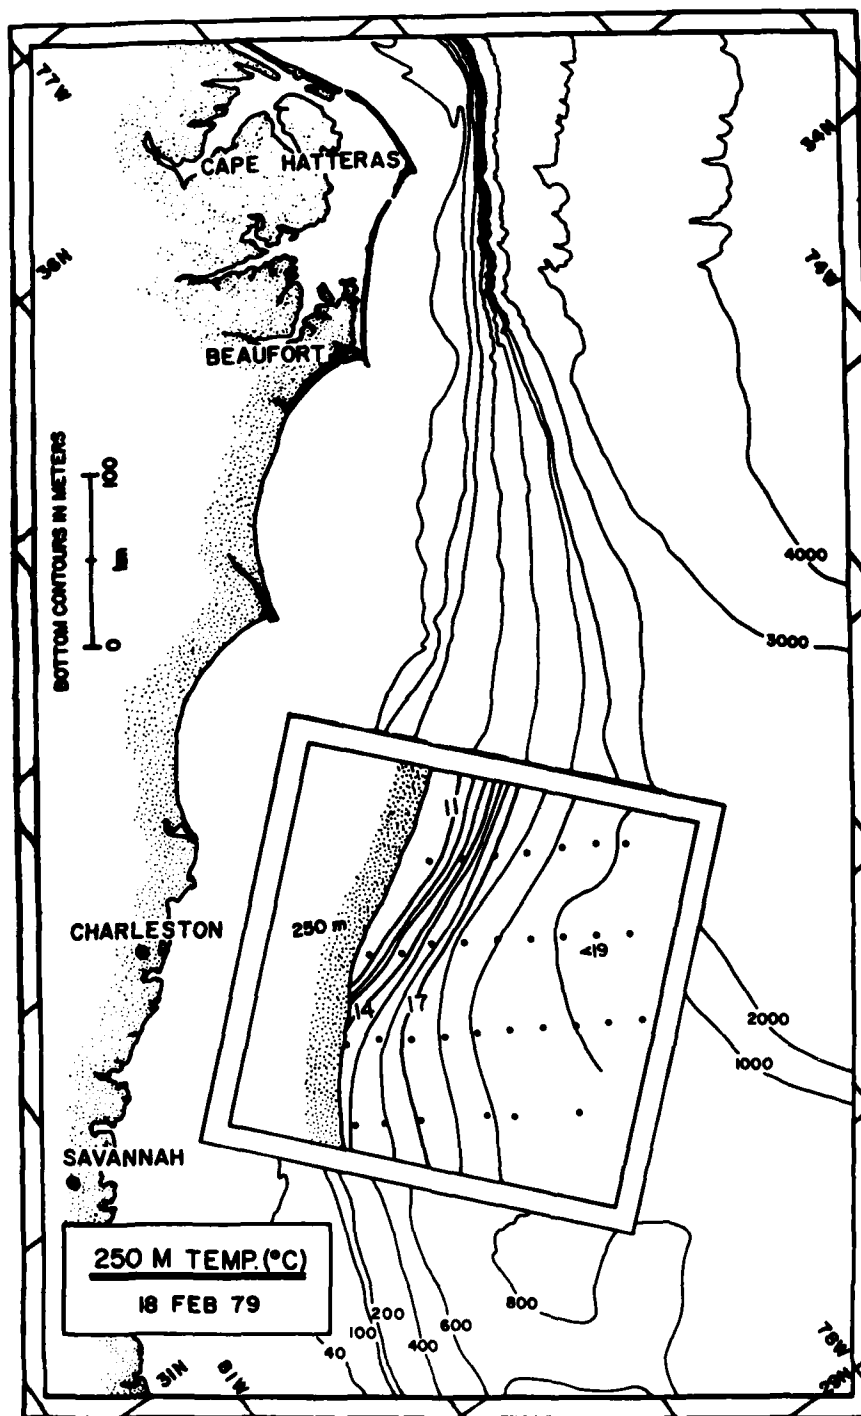 77W
34N
CAPE HATTERAS
36N
74W
BEAUFORT
BOTTOM CONTOURS IN METERS
100
km
0
4000
3000
11
250 m
CHARLESTON
<19
14
17
2000
1000
SAVANNAH
250 M TEMP. (°C)
18 FEB 79
800
200
600
100
400
40
78W
31N
81W
29N